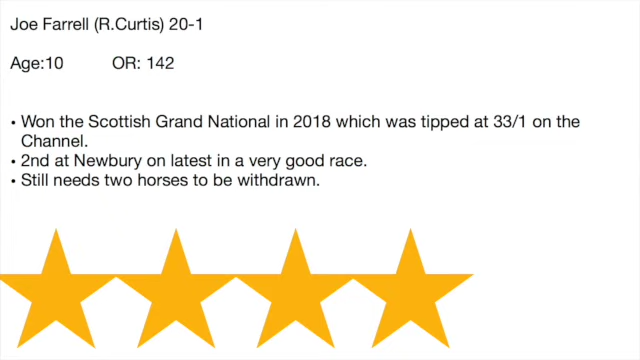 Joe Farrell (R.Curtis) 20-1
Age:10 OR: 142
• Won the Scottish Grand National in 2018 which was tipped at 33/1 on the
Channel.
• 2nd at Newbury on latest in a very good race.
• Still needs two horses to be withdrawn.